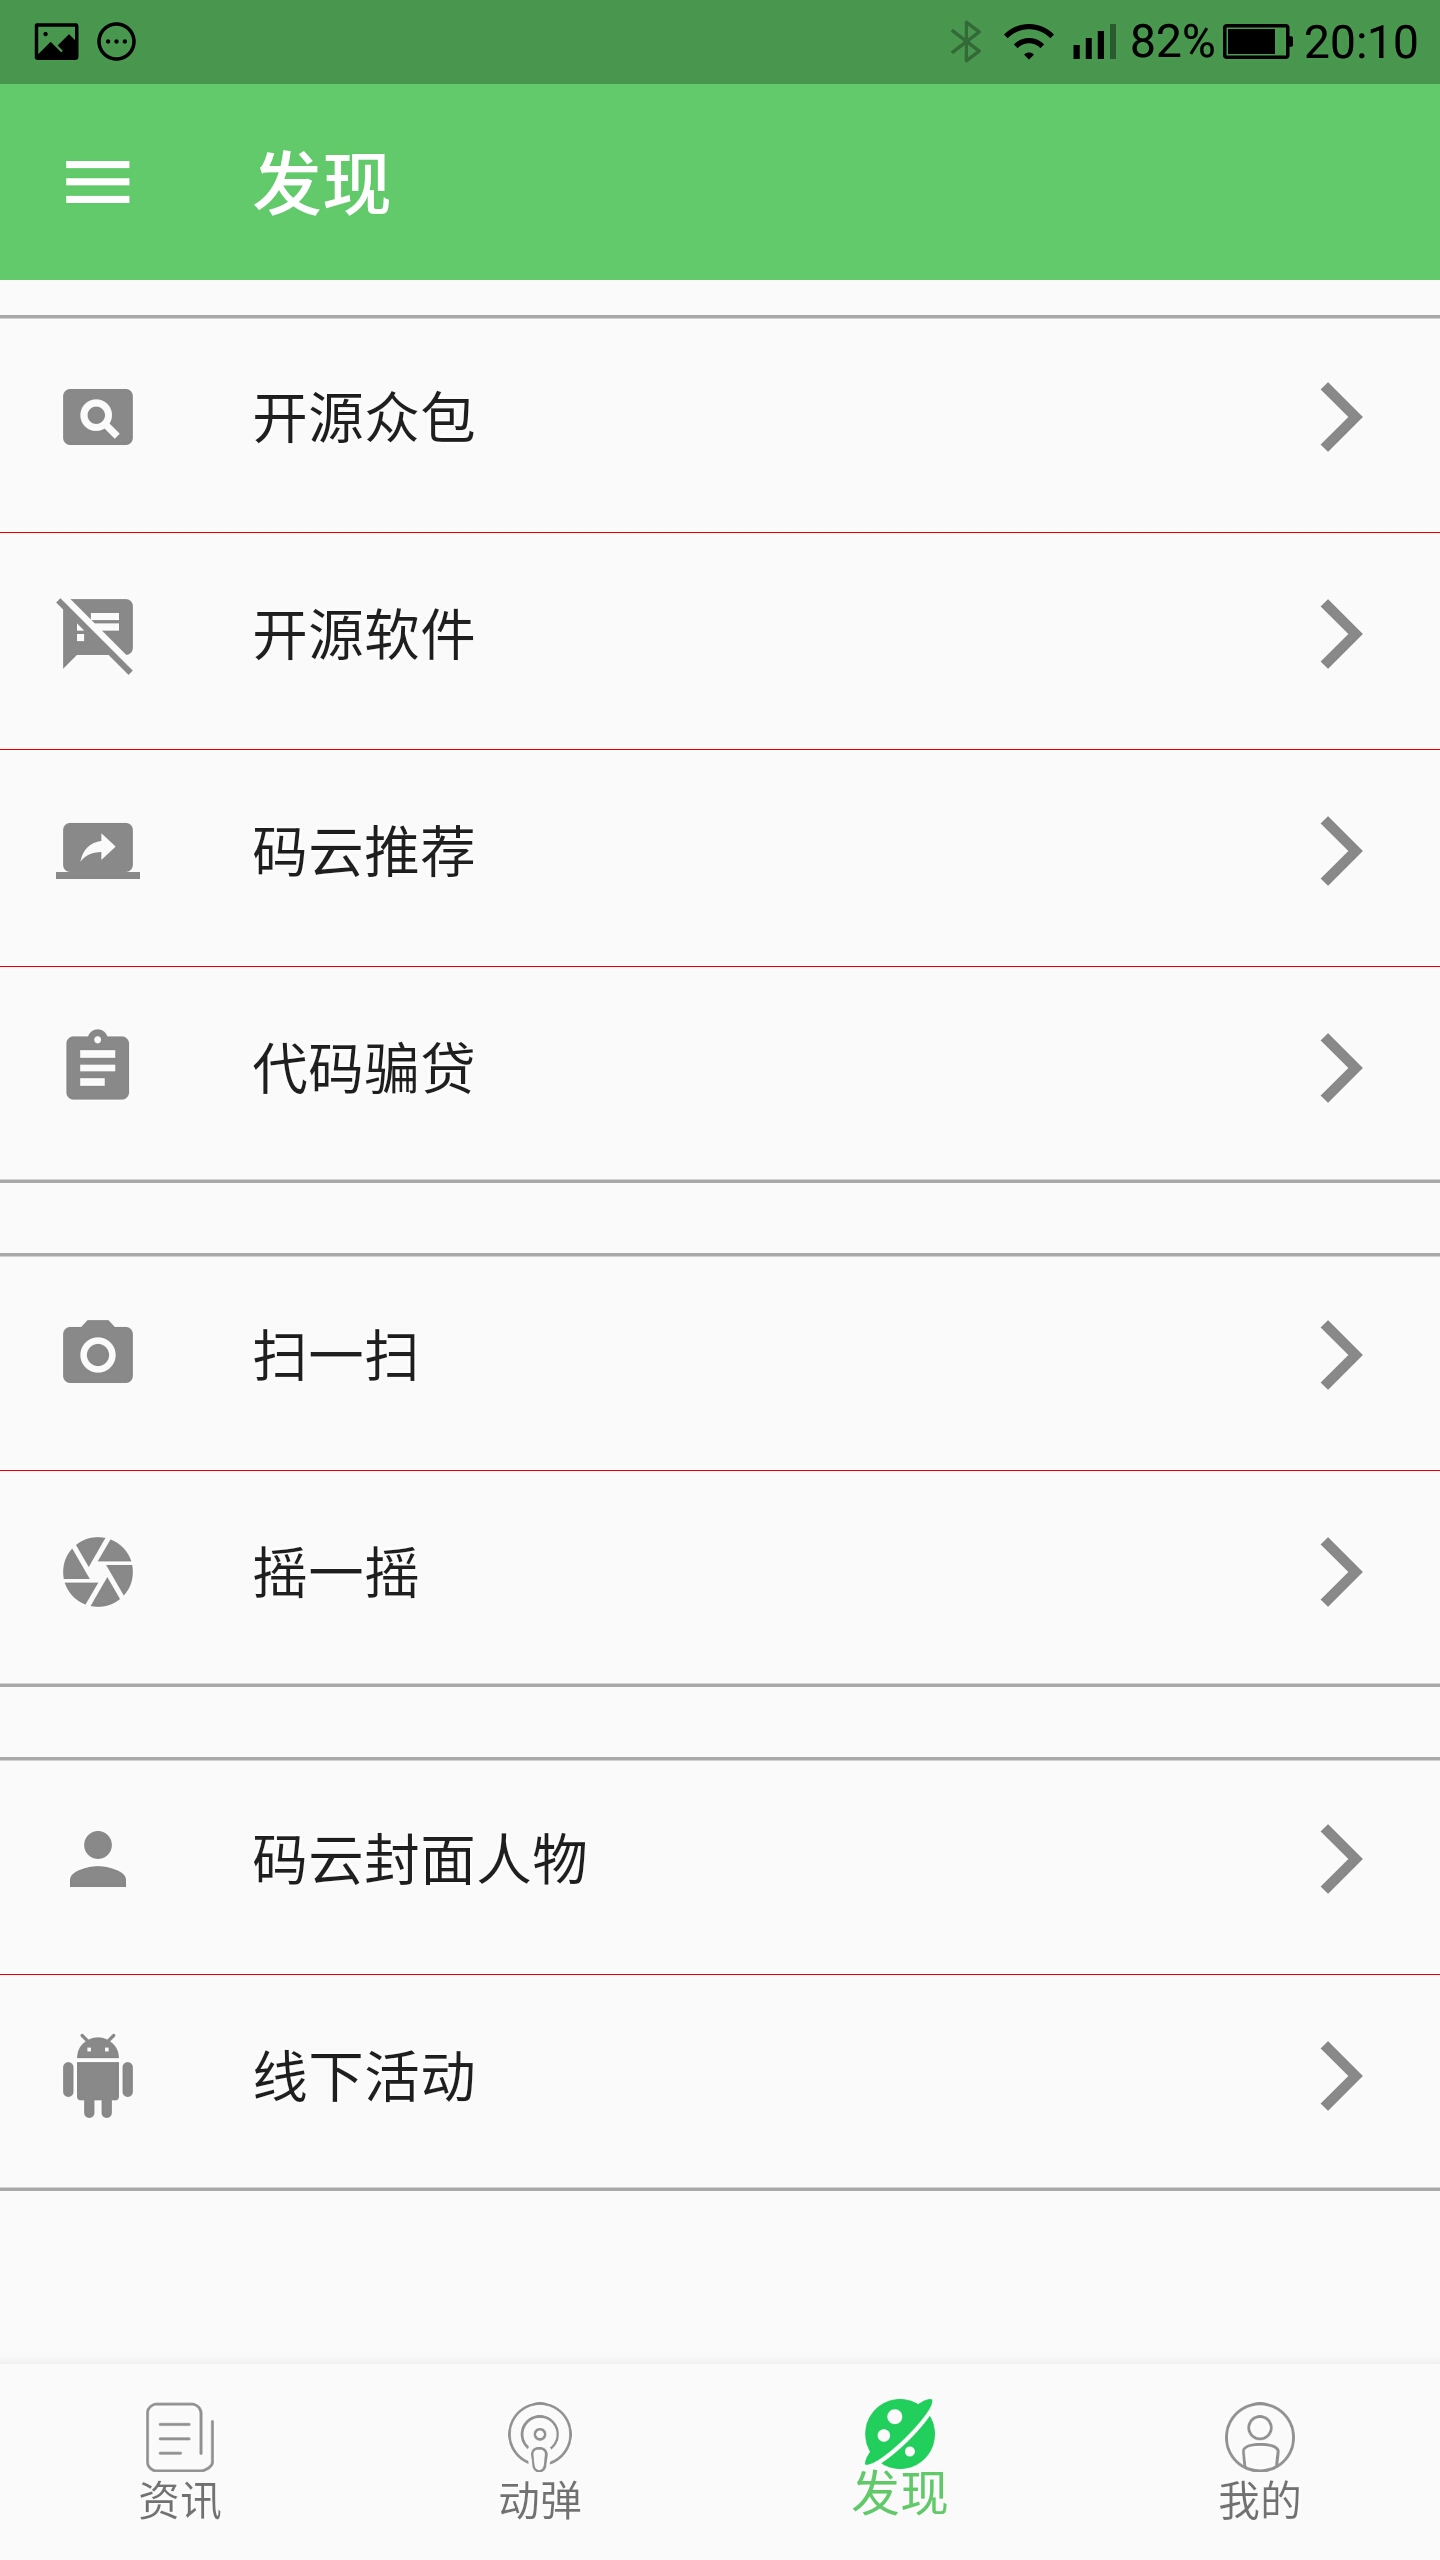 82% 20:10
发现
开源众包
开源软件
码云推荐
代码骗贷
扫一扫
摇一摇
码云封面人物
线下活动
资讯 动弹 发现 我的